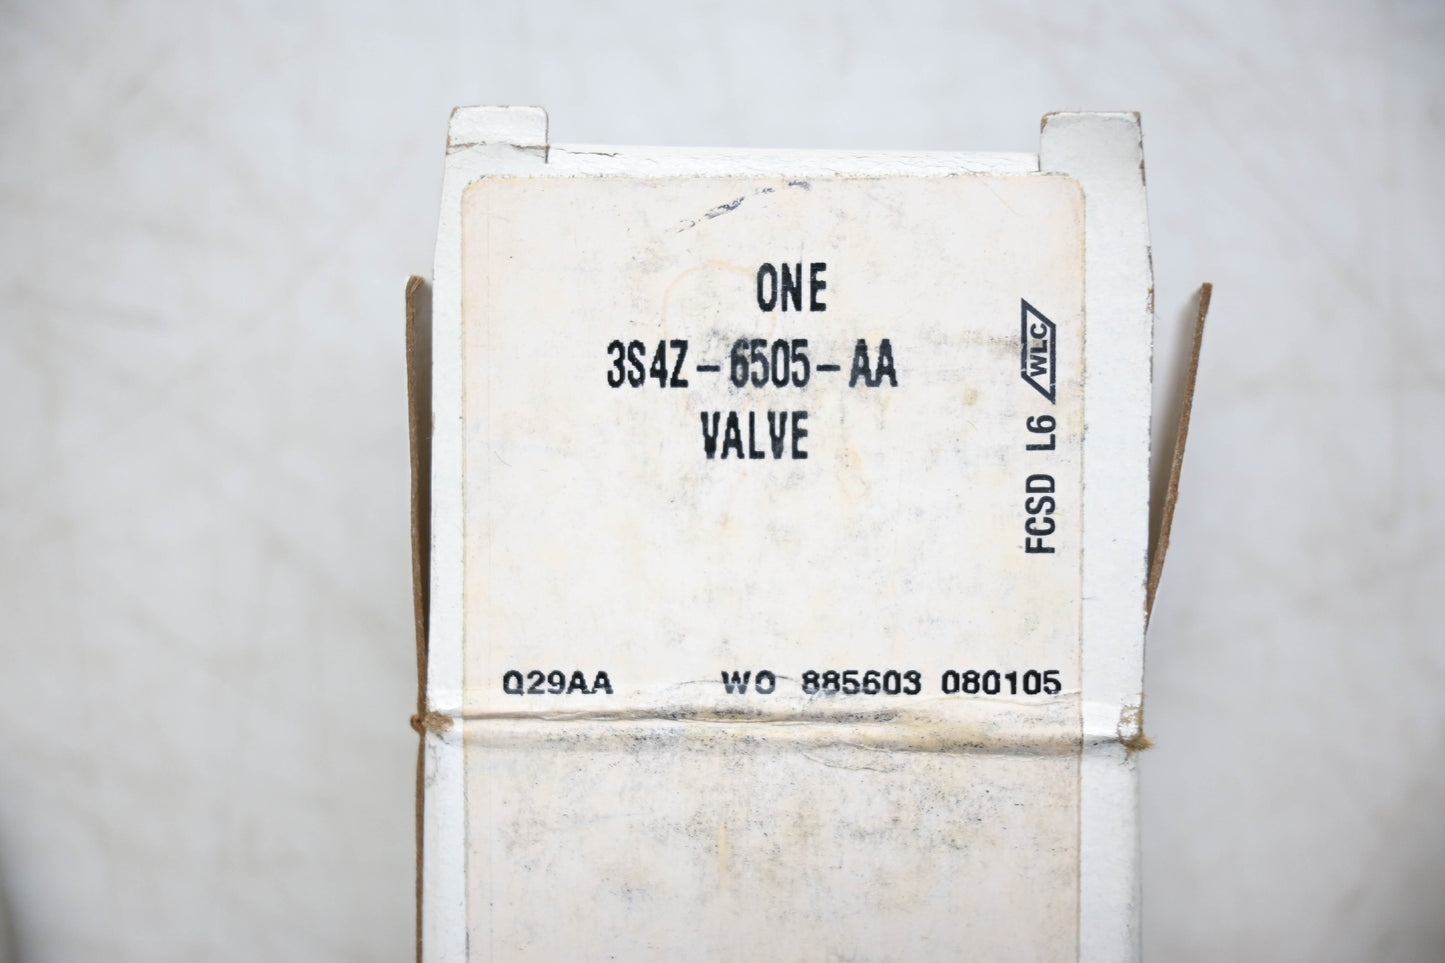 ONE
3S4Z-6505-AA
VALVE
FCSD L6 WLC
Q29AA WO 885603 080105